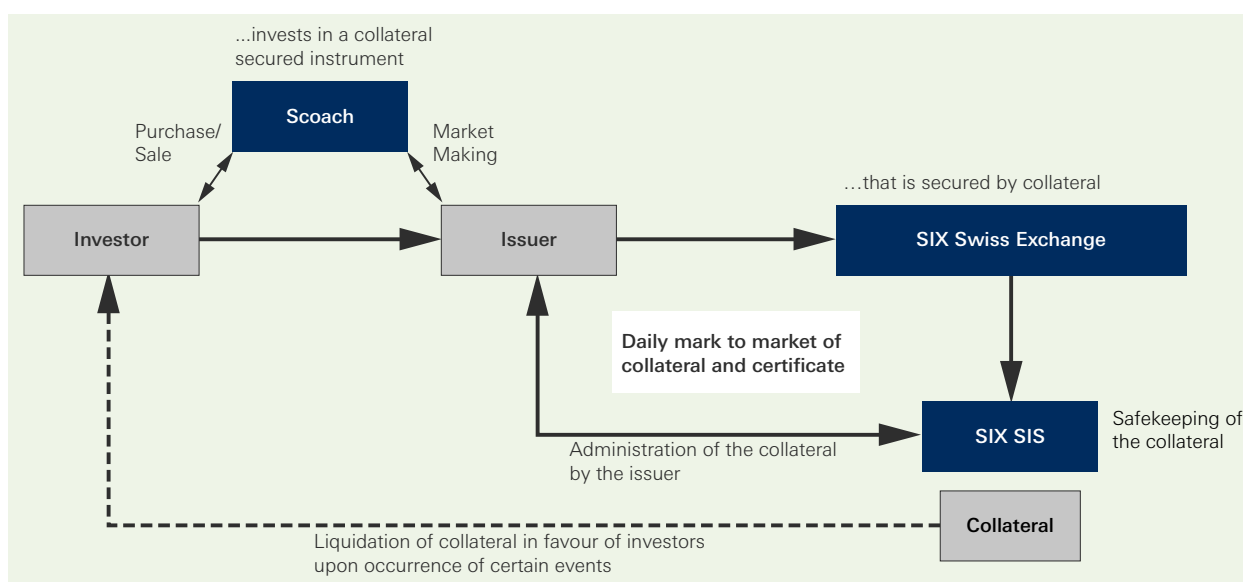 ...invests in a collateral
secured instrument
Scoach
Purchase/
Sale
Market
Making
…that is secured by collateral
Investor
Issuer
SIX Swiss Exchange
Daily mark to market of
collateral and certificate
SIX SIS
Safekeeping of
the collateral
Administration of the collateral
by the issuer
Collateral
Liquidation of collateral in favour of investors
upon occurrence of certain events